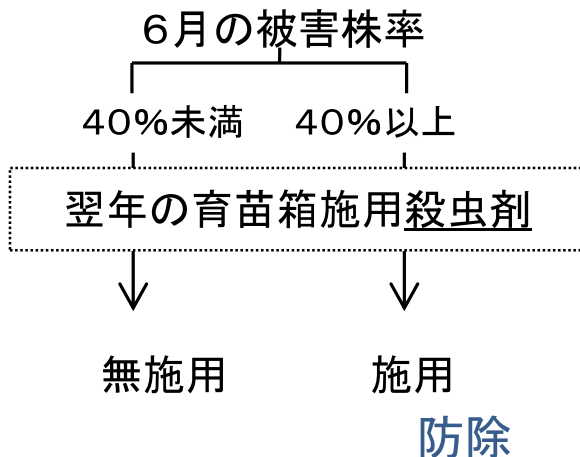 ６月の被害株率
４０％未満　４０％以上
翌年の育苗箱施用殺虫剤
無施用　施用
防除